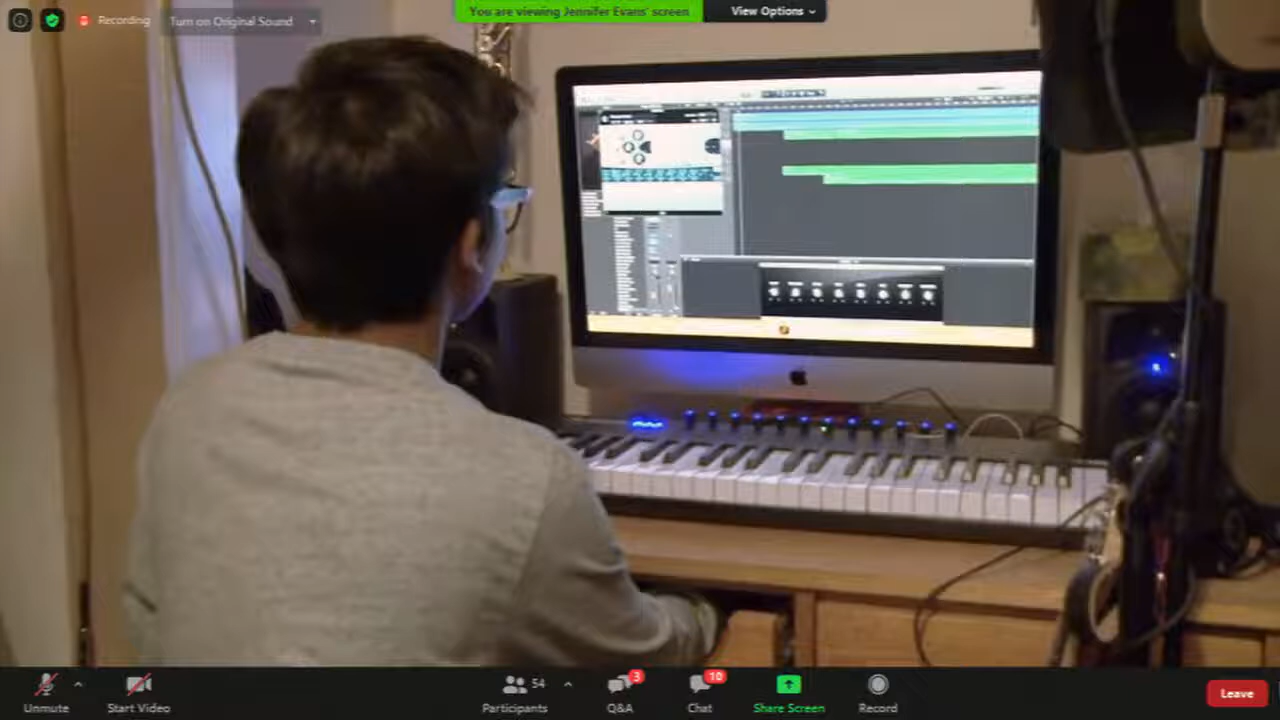 Recording
Turn on Original Sound
You are viewing Jennifer Evans' screen
View Options
Unmute
Start Video
54
Participants
3
Q&A
10
Chat
Share Screen
Record
Leave